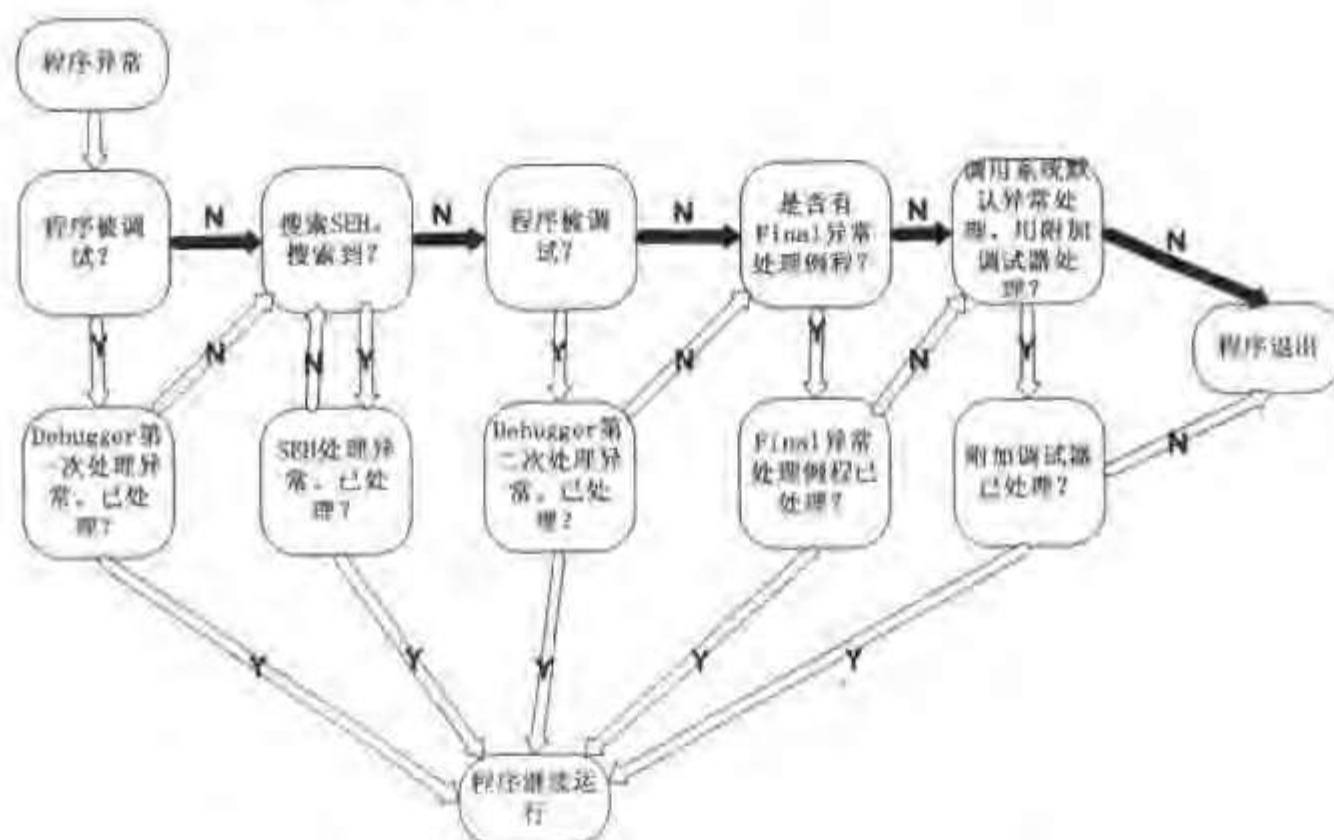 程序异常
程序被调
试？
N
搜索SEH。
搜索到？
N
程序被调
试？
N
是否有
Final异常
处理例程？
N
调用系统默
认异常处
理、用附加
调试器处
理？
N
程序退出
Y
N
N
Y
Y
N
Y
N
Y
N
Debugger第
一次处理异
常、已处
理？
SEH处理异
常、已处
理？
Debugger第
二次处理异
常、已处
理？
Final异常
处理例程已
处理？
附加调试器
已处理？
Y
Y
Y
Y
Y
程序继续运
行